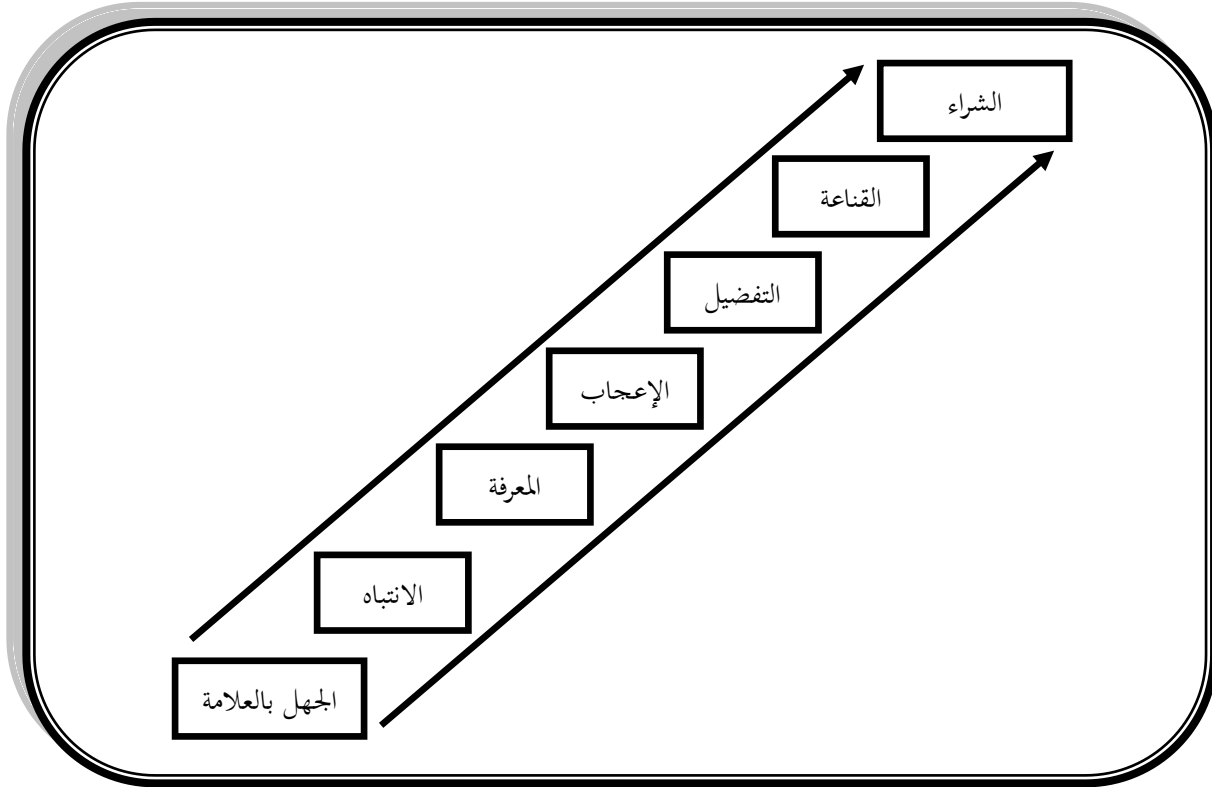 الشراء
القناعة
التفضيل
الإعجاب
المعرفة
الانتباه
الجهل بالعلامة